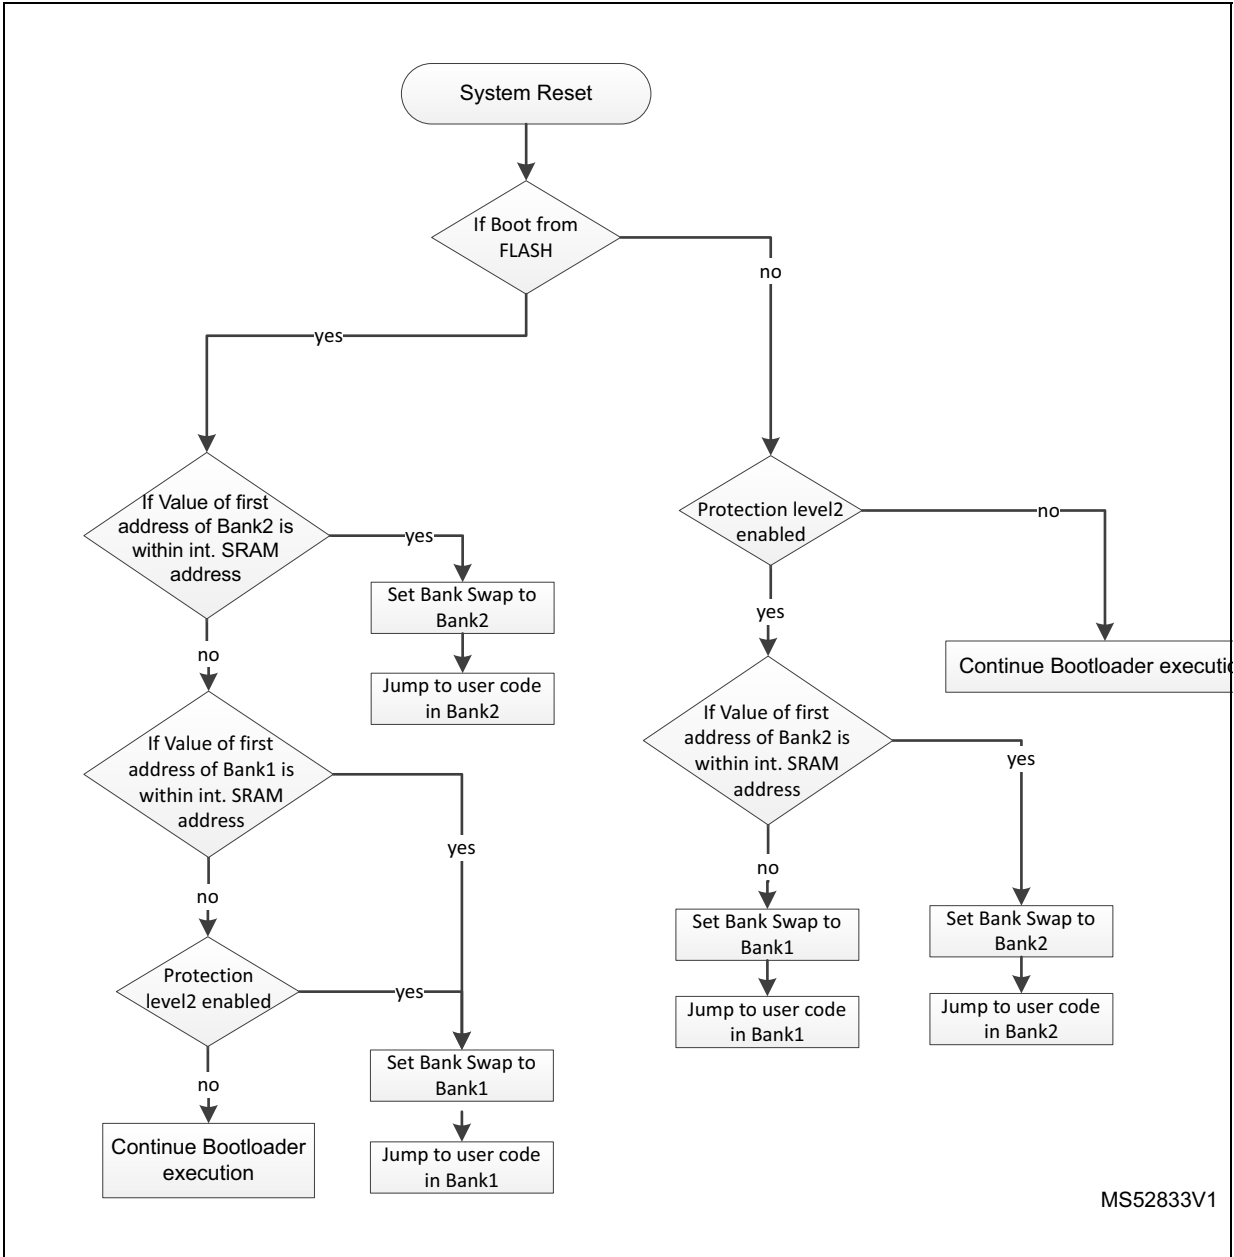 System Reset
If Boot from
FLASH
no
yes
If Value of first
address of Bank2 is
within int. SRAM
address
yes
Set Bank Swap to
Bank2
Jump to user code
in Bank2
no
If Value of first
address of Bank1 is
within int. SRAM
address
yes
no
Protection
level2 enabled
yes
Set Bank Swap to
Bank1
Jump to user code
in Bank1
no
Continue Bootloader
execution
Protection level2
enabled
no
Continue Bootloader executio
yes
If Value of first
address of Bank2 is
within int. SRAM
address
yes
no
Set Bank Swap to
Bank1
Jump to user code
in Bank1
Set Bank Swap to
Bank2
Jump to user code
in Bank2
MS52833V1